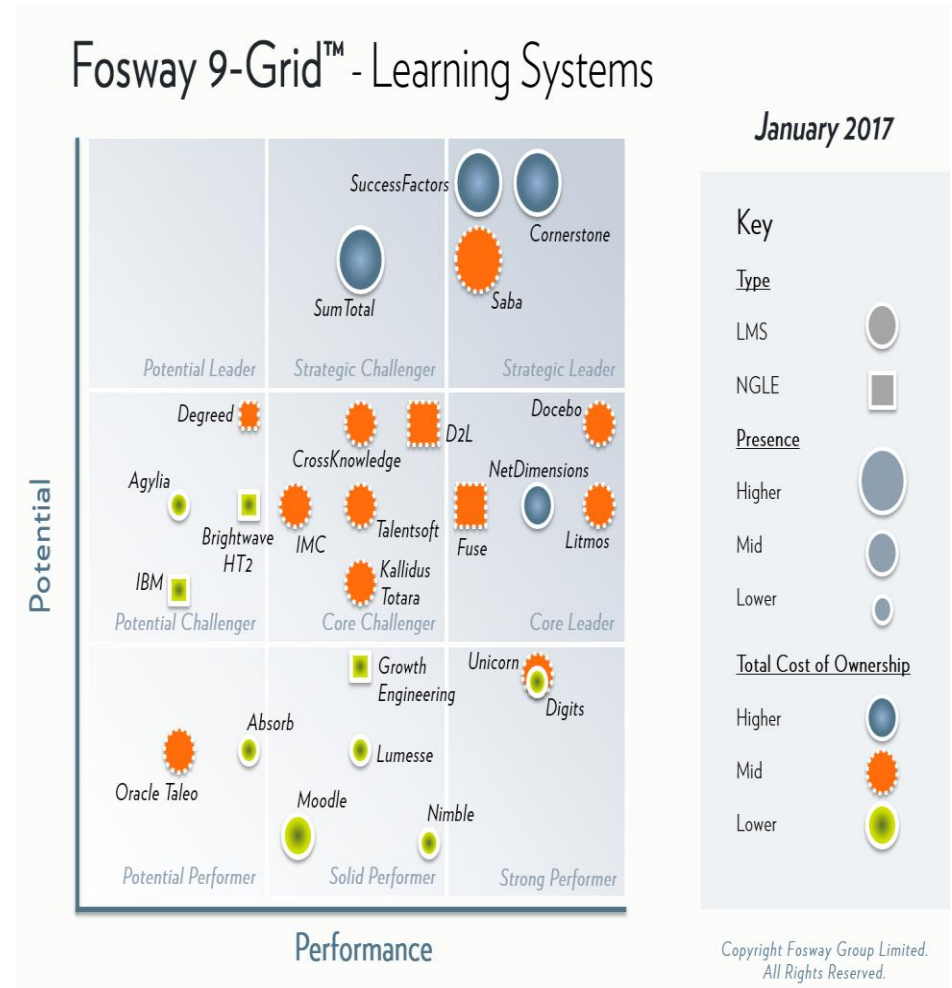 Fosway 9-Grid™ - Learning Systems
January 2017
SuccessFactors
Cornerstone
SumTotal
Saba
Potential Leader
Strategic Challenger
Strategic Leader
Degreed
CrossKnowledge
D2L
Docebo
NetDimensions
Agylia
Brightwave
HT2
IMC
Talentsoft
Fuse
Litmos
IBM
Kallidus
Totara
Potential Challenger
Core Challenger
Core Leader
Growth
Engineering
Unicorn
Digits
Absorb
Lumesse
Oracle Taleo
Moodle
Nimble
Potential Performer
Solid Performer
Strong Performer
Potential
Performance
Key
Type
LMS
NGLE
Presence
Higher
Mid
Lower
Total Cost of Ownership
Higher
Mid
Lower
Copyright Fosway Group Limited.
All Rights Reserved.